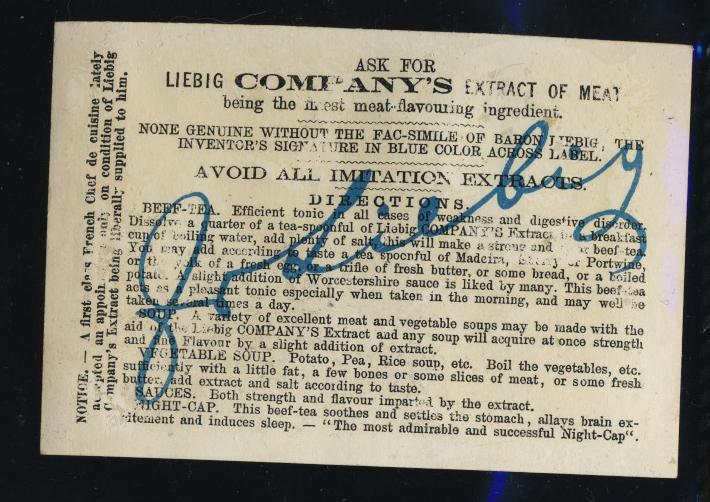 ASK FOR
LIEBIG COMPANY'S EXTRACT OF MEAT
being the finest meat-flavouring ingredient.
NONE GENUINE WITHOUT THE FAC-SIMILE OF BARON LIEBIG, THE
INVENTOR'S SIGNATURE IN BLUE COLOR ACROSS LABEL.
AVOID ALL IMITATION EXTRACTS.
DIRECTIONS.
BEEF-TEA. Efficient tonic in all cases of weakness and digestive disorder.
Dissolve a quarter of a tea-spoonful of Liebig COMPANY'S Extract in a breakfast
cup of boiling water, add plenty of salt (this will make a strong and beef tea
You may add according to taste a tea spoonful of Madeira, Sherry or Portwine,
or the yolk of a fresh egg, or a trifle of fresh butter, or some bread, or a boiled
potato. A slight addition of Worcestershire sauce is liked by many. This beef-tea
acts as a pleasant tonic especially when taken in the morning, and may well be
taken several times a day.
SOUP. A variety of excellent meat and vegetable soups may be made with the
aid of the Liebig COMPANY'S Extract and any soup will acquire at once strength
and fine Flavour by a slight addition of extract.
VEGETABLE SOUP. Potato, Pea, Rice soup, etc. Boil the vegetables, etc.
sufficiently with a little fat, a few bones or some slices of meat, or some fresh
butter, add extract and salt according to taste.
SAUCES. Both strength and flavour imparted by the extract.
NIGHT-CAP. This beef-tea soothes and settles the stomach, allays brain ex-
citement and induces sleep. — "The most admirable and successful Night-Cap".
NOTICE. — A first class French Chef de cuisine lately
accepted an appointment only on condition of Liebig
Company's Extract being liberally supplied to him.